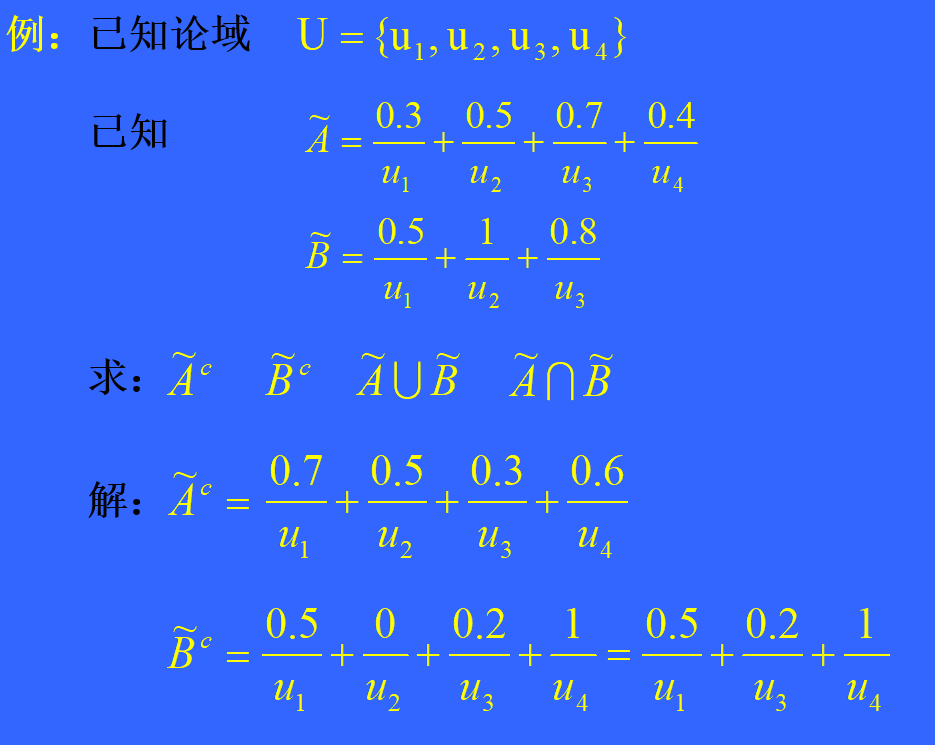 例：已知论域 U = {u₁, u₂, u₃, u₄}
已知 Ã = 0.3/u₁ + 0.5/u₂ + 0.7/u₃ + 0.4/u₄
B̃ = 0.5/u₁ + 1/u₂ + 0.8/u₃
求：Ãᶜ B̃ᶜ Ã∪B̃ Ã∩B̃
解：Ãᶜ = 0.7/u₁ + 0.5/u₂ + 0.3/u₃ + 0.6/u₄
B̃ᶜ = 0.5/u₁ + 0/u₂ + 0.2/u₃ + 1/u₄ = 0.5/u₁ + 0.2/u₃ + 1/u₄